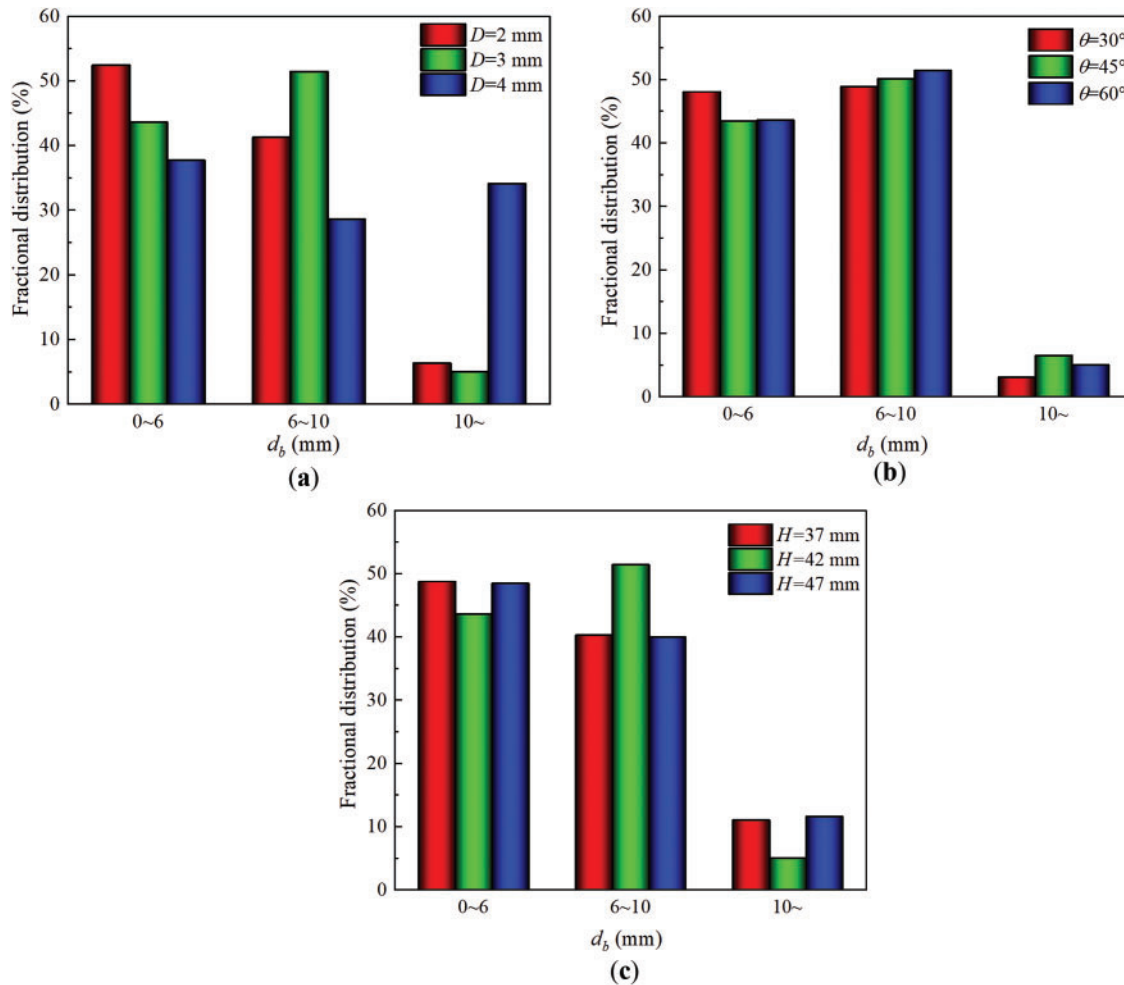 60
50
40
30
20
10
0
Fractional distribution (%)
D=2 mm
D=3 mm
D=4 mm
0~6
6~10
10~
d_b (mm)
(a)
60
50
40
30
20
10
0
Fractional distribution (%)
θ=30°
θ=45°
θ=60°
0~6
6~10
10~
d_b (mm)
(b)
60
50
40
30
20
10
0
Fractional distribution (%)
H=37 mm
H=42 mm
H=47 mm
0~6
6~10
10~
d_b (mm)
(c)